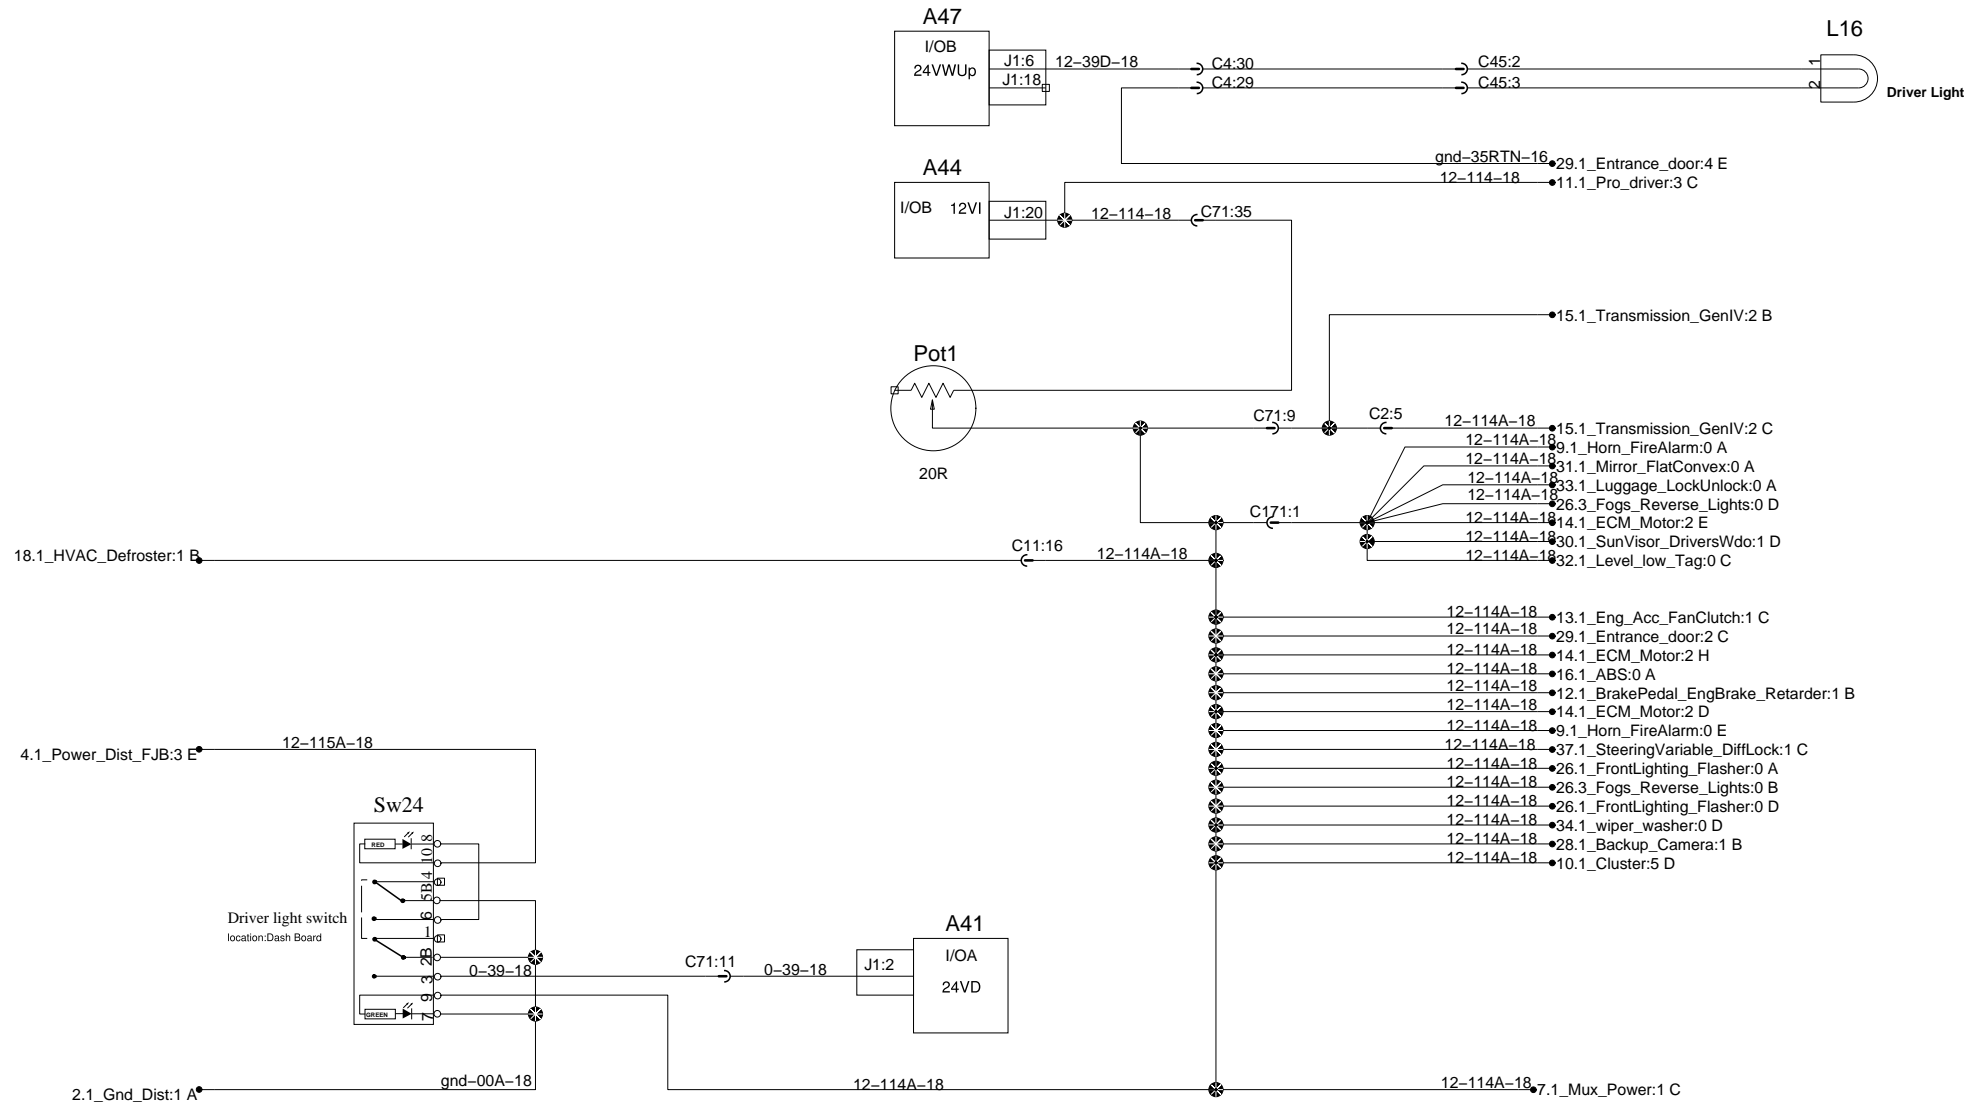 A47
L16
I/OB
24VWUp
J1:6
J1:18
12–39D–18
C4:30
C4:29
C45:2
C45:3
1
2
Driver Light
gnd–35RTN–16
29.1_Entrance_door:4 E
A44
12–114–18
11.1_Pro_driver:3 C
I/OB 12VI
J1:20
12–114–18
C71:35
15.1_Transmission_GenIV:2 B
Pot1
20R
C71:9
C2:5
12–114A–18
15.1_Transmission_GenIV:2 C
12–114A–18
9.1_Horn_FireAlarm:0 A
12–114A–18
31.1_Mirror_FlatConvex:0 A
12–114A–18
33.1_Luggage_LockUnlock:0 A
12–114A–18
26.3_Fogs_Reverse_Lights:0 D
C171:1
12–114A–18
14.1_ECM_Motor:2 E
12–114A–18
30.1_SunVisor_DriversWdo:1 D
18.1_HVAC_Defroster:1 B
C11:16
12–114A–18
12–114A–18
32.1_Level_low_Tag:0 C
12–114A–18
13.1_Eng_Acc_FanClutch:1 C
12–114A–18
29.1_Entrance_door:2 C
12–114A–18
14.1_ECM_Motor:2 H
12–114A–18
16.1_ABS:0 A
12–114A–18
12.1_BrakePedal_EngBrake_Retarder:1 B
12–114A–18
14.1_ECM_Motor:2 D
12–114A–18
9.1_Horn_FireAlarm:0 E
12–114A–18
37.1_SteeringVariable_DiffLock:1 C
12–114A–18
26.1_FrontLighting_Flasher:0 A
12–114A–18
26.3_Fogs_Reverse_Lights:0 B
12–114A–18
26.1_FrontLighting_Flasher:0 D
12–114A–18
34.1_wiper_washer:0 D
12–114A–18
28.1_Backup_Camera:1 B
12–114A–18
10.1_Cluster:5 D
4.1_Power_Dist_FJB:3 E
12–115A–18
Sw24
RED
8
10
4
5B
6
1
2B
3
9
7
GREEN
Driver light switch
location:Dash Board
0–39–18
C71:11
0–39–18
A41
J1:2
I/OA
24VD
2.1_Gnd_Dist:1 A
gnd–00A–18
12–114A–18
12–114A–18
7.1_Mux_Power:1 C